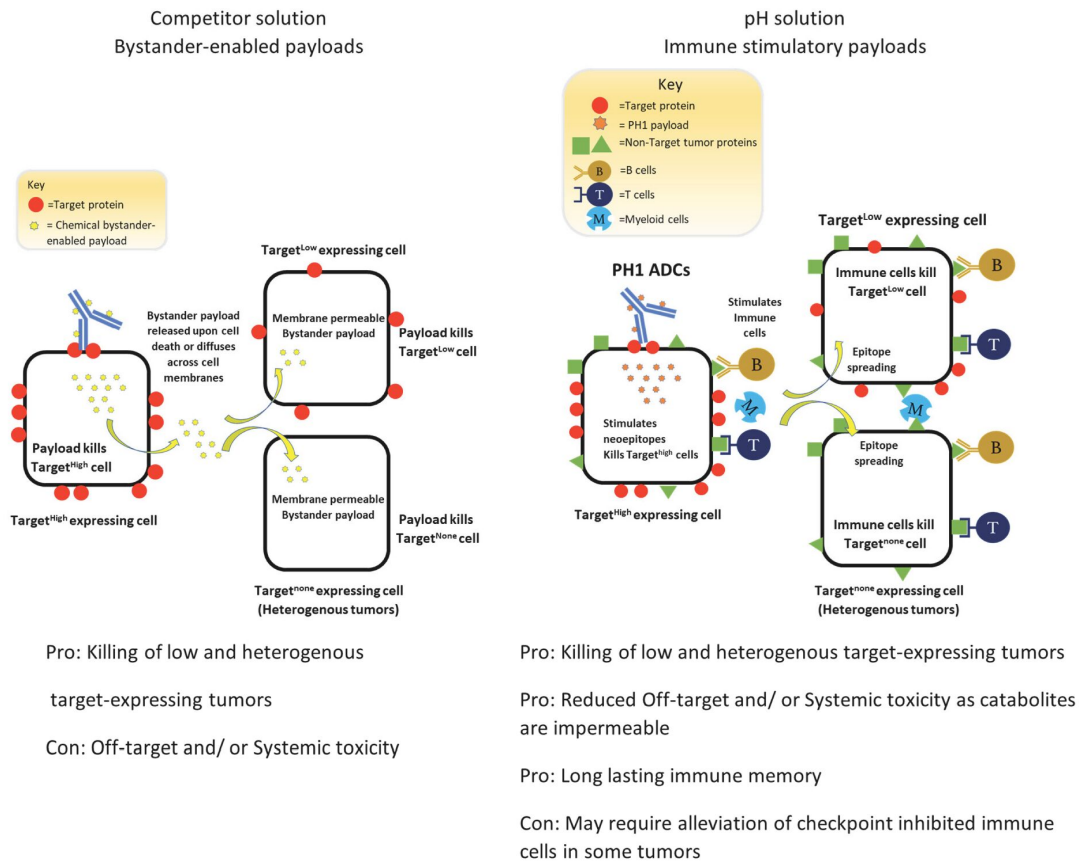 Competitor solution
Bystander-enabled payloads
Key
=Target protein
= Chemical bystander-
enabled payload
Target^Low expressing cell
Bystander payload
released upon cell
death or diffuses
across cell
membranes
Membrane permeable
Bystander payload
Payload kills
Target^Low cell
Payload kills
Target^High cell
Target^High expressing cell
Membrane permeable
Bystander payload
Payload kills
Target^None cell
Target^none expressing cell
(Heterogenous tumors)
Pro: Killing of low and heterogenous
target-expressing tumors
Con: Off-target and/ or Systemic toxicity
pH solution
Immune stimulatory payloads
Key
=Target protein
= PH1 payload
=Non-Target tumor proteins
B
=B cells
T
=T cells
M
=Myeloid cells
PH1 ADCs
Stimulates
Immune
cells
Stimulates
neoepitopes
Kills Target^high cells
B
M
T
Target^High expressing cell
Target^Low expressing cell
Immune cells kill
Target^Low cell
Epitope
spreading
B
T
M
Epitope
spreading
Immune cells kill
Target^none cell
B
T
Target^none expressing cell
(Heterogenous tumors)
Pro: Killing of low and heterogenous target-expressing tumors
Pro: Reduced Off-target and/ or Systemic toxicity as catabolites
are impermeable
Pro: Long lasting immune memory
Con: May require alleviation of checkpoint inhibited immune
cells in some tumors